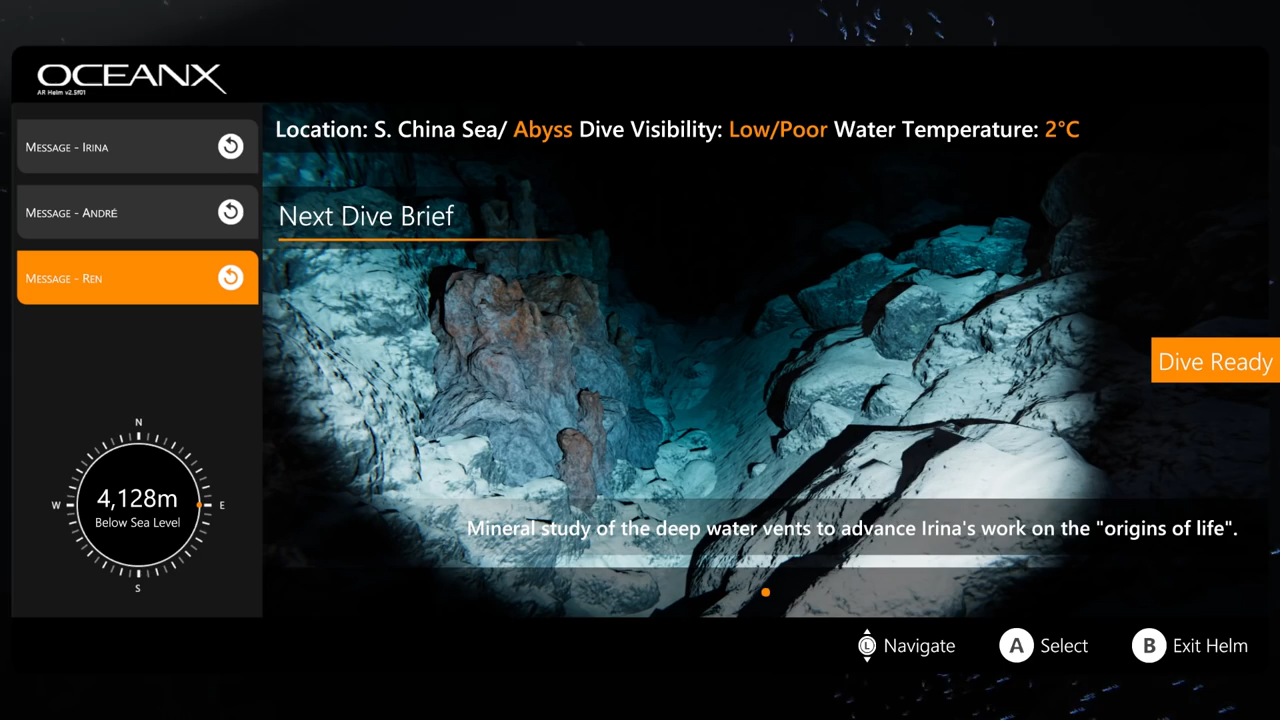 OCEANX
AR Helm v2.5f01
Location: S. China Sea/ Abyss Dive Visibility: Low/Poor Water Temperature: 2°C
MESSAGE - IRINA
MESSAGE - ANDRÉ
MESSAGE - REN
Next Dive Brief
Dive Ready
N
W
E
S
4,128m
Below Sea Level
Mineral study of the deep water vents to advance Irina's work on the "origins of life".
L Navigate
A Select
B Exit Helm